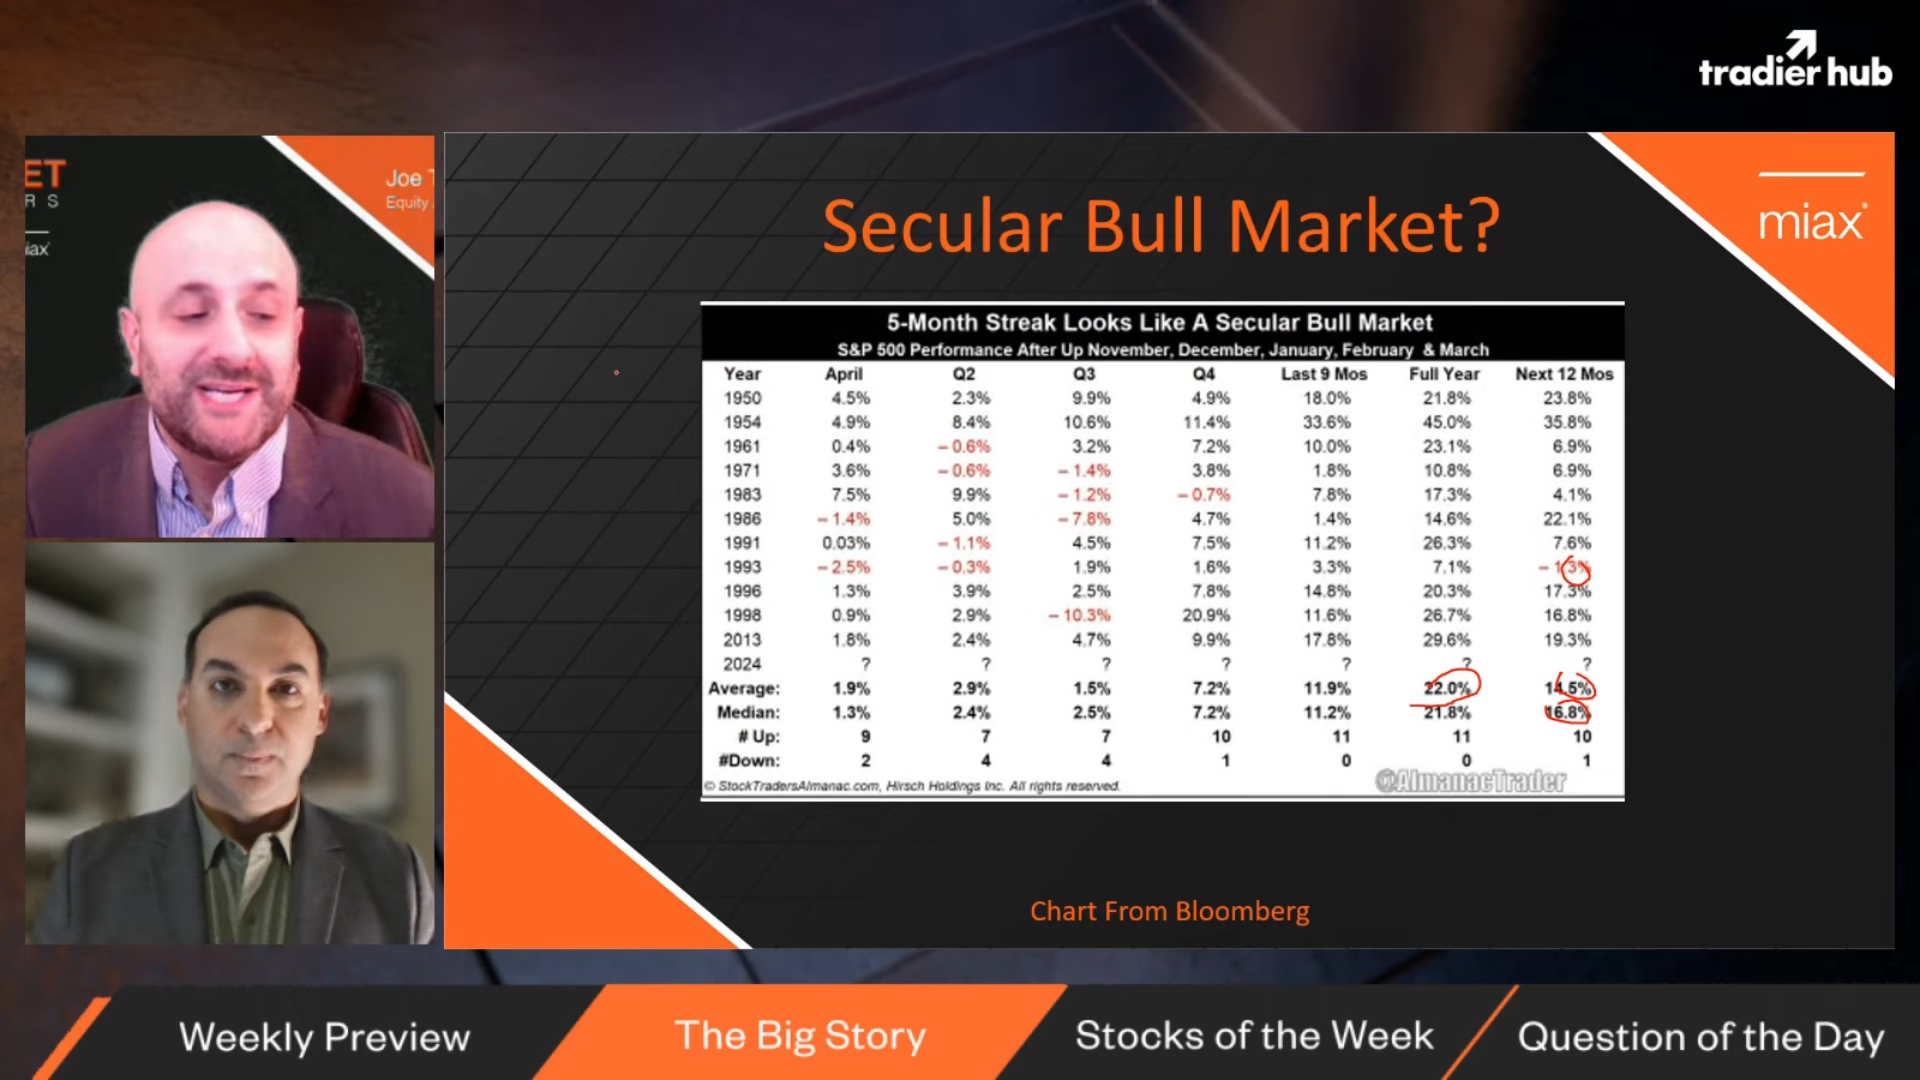 tradier hub
ET
R S
iax
Joe T
Equity
miax
Secular Bull Market?
5-Month Streak Looks Like A Secular Bull Market
S&P 500 Performance After Up November, December, January, February & March
Year April Q2 Q3 Q4 Last 9 Mos Full Year Next 12 Mos
1950 4.5% 2.3% 9.9% 4.9% 18.0% 21.8% 23.8%
1954 4.9% 8.4% 10.6% 11.4% 33.6% 45.0% 35.8%
1961 0.4% – 0.6% 3.2% 7.2% 10.0% 23.1% 6.9%
1971 3.6% – 0.6% – 1.4% 3.8% 1.8% 10.8% 6.9%
1983 7.5% 9.9% – 1.2% – 0.7% 7.8% 17.3% 4.1%
1986 – 1.4% 5.0% – 7.8% 4.7% 1.4% 14.6% 22.1%
1991 0.03% – 1.1% 4.5% 7.5% 11.2% 26.3% 7.6%
1993 – 2.5% – 0.3% 1.9% 1.6% 3.3% 7.1% – 1.3%
1996 1.3% 3.9% 2.5% 7.8% 14.8% 20.3% 17.3%
1998 0.9% 2.9% – 10.3% 20.9% 11.6% 26.7% 16.8%
2013 1.8% 2.4% 4.7% 9.9% 17.8% 29.6% 19.3%
2024 ? ? ? ? ? ? ?
Average: 1.9% 2.9% 1.5% 7.2% 11.9% 22.0% 14.5%
Median: 1.3% 2.4% 2.5% 7.2% 11.2% 21.8% 16.8%
# Up: 9 7 7 10 11 11 10
#Down: 2 4 4 1 0 0 1
© StockTradersAlmanac.com, Hirsch Holdings Inc. All rights reserved.
@AlmanacTrader
Chart From Bloomberg
Weekly Preview
The Big Story
Stocks of the Week
Question of the Day